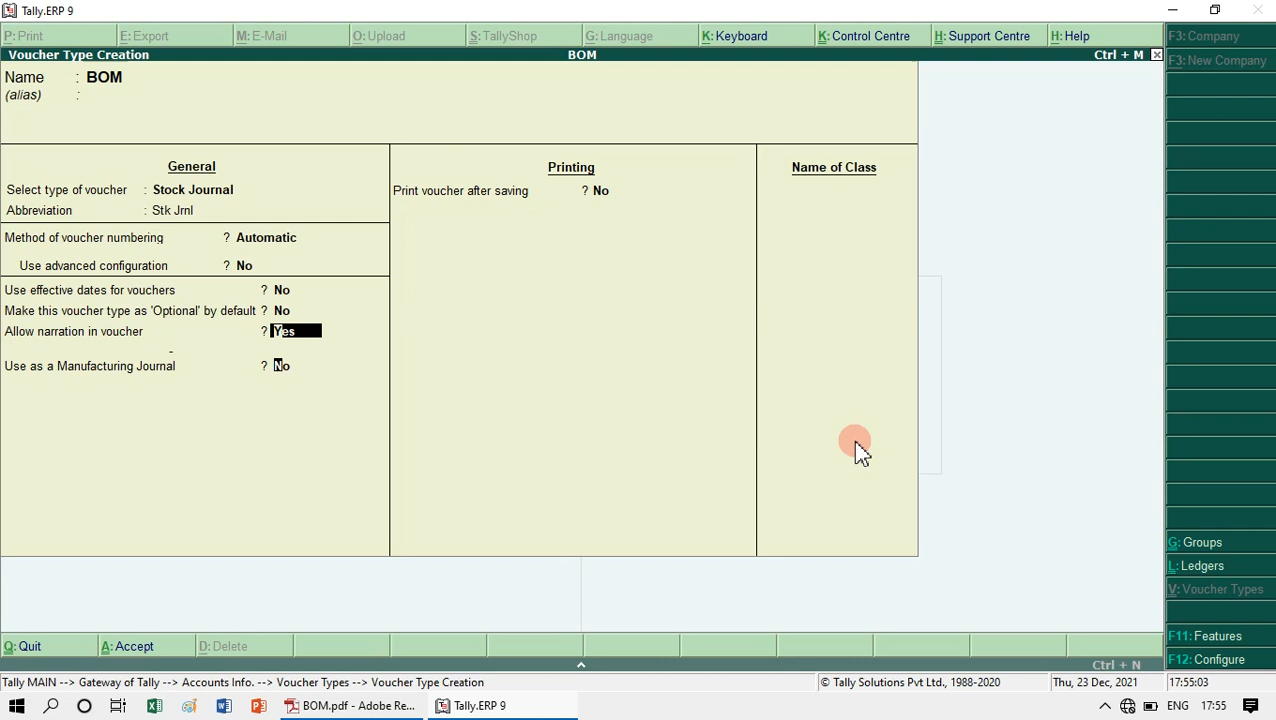 Tally.ERP 9
P: Print E: Export M: E-Mail O: Upload S: TallyShop G: Language K: Keyboard K: Control Centre H: Support Centre H: Help F3: Company
Voucher Type Creation BOM Ctrl + M
F3: New Company
Name : BOM
(alias) :
General Printing Name of Class
Select type of voucher : Stock Journal Print voucher after saving ? No
Abbreviation : Stk Jrnl
Method of voucher numbering ? Automatic
Use advanced configuration ? No
Use effective dates for vouchers ? No
Make this voucher type as 'Optional' by default ? No
Allow narration in voucher ? Yes
Use as a Manufacturing Journal ? No
G: Groups
L: Ledgers
V: Voucher Types
F11: Features
Q: Quit A: Accept D: Delete
F12: Configure
Ctrl + N
Tally MAIN --> Gateway of Tally --> Accounts Info. --> Voucher Types --> Voucher Type Creation © Tally Solutions Pvt Ltd., 1988-2020 Thu, 23 Dec, 2021 17:55:03
BOM.pdf - Adobe Re... Tally.ERP 9 ENG 17:55